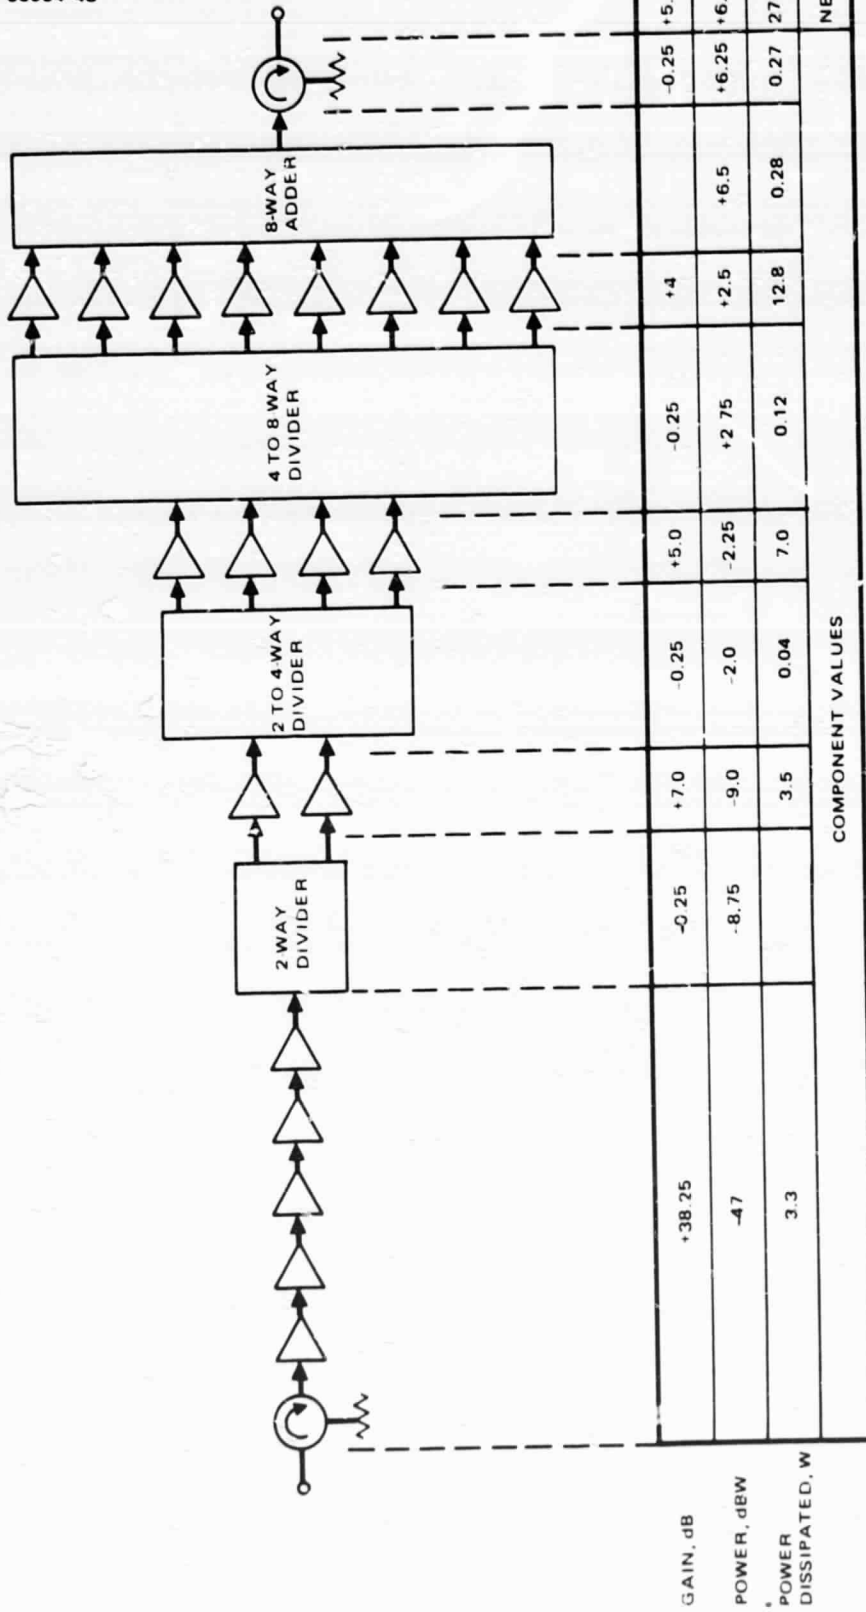 2-WAY
DIVIDER
2 TO 4-WAY
DIVIDER
4 TO 8-WAY
DIVIDER
8-WAY
ADDER
GAIN, dB +38.25 -0.25 +7.0 -0.25 +5.0 -0.25 +4 -0.25
POWER, dBW -47 -8.75 -9.0 -2.0 -2.25 +2 75 +2.5 +6.5 +6.25
*POWER
DISSIPATED, W 3.3 3.5 0.04 7.0 0.12 12.8 0.28 0.27
COMPONENT VALUES